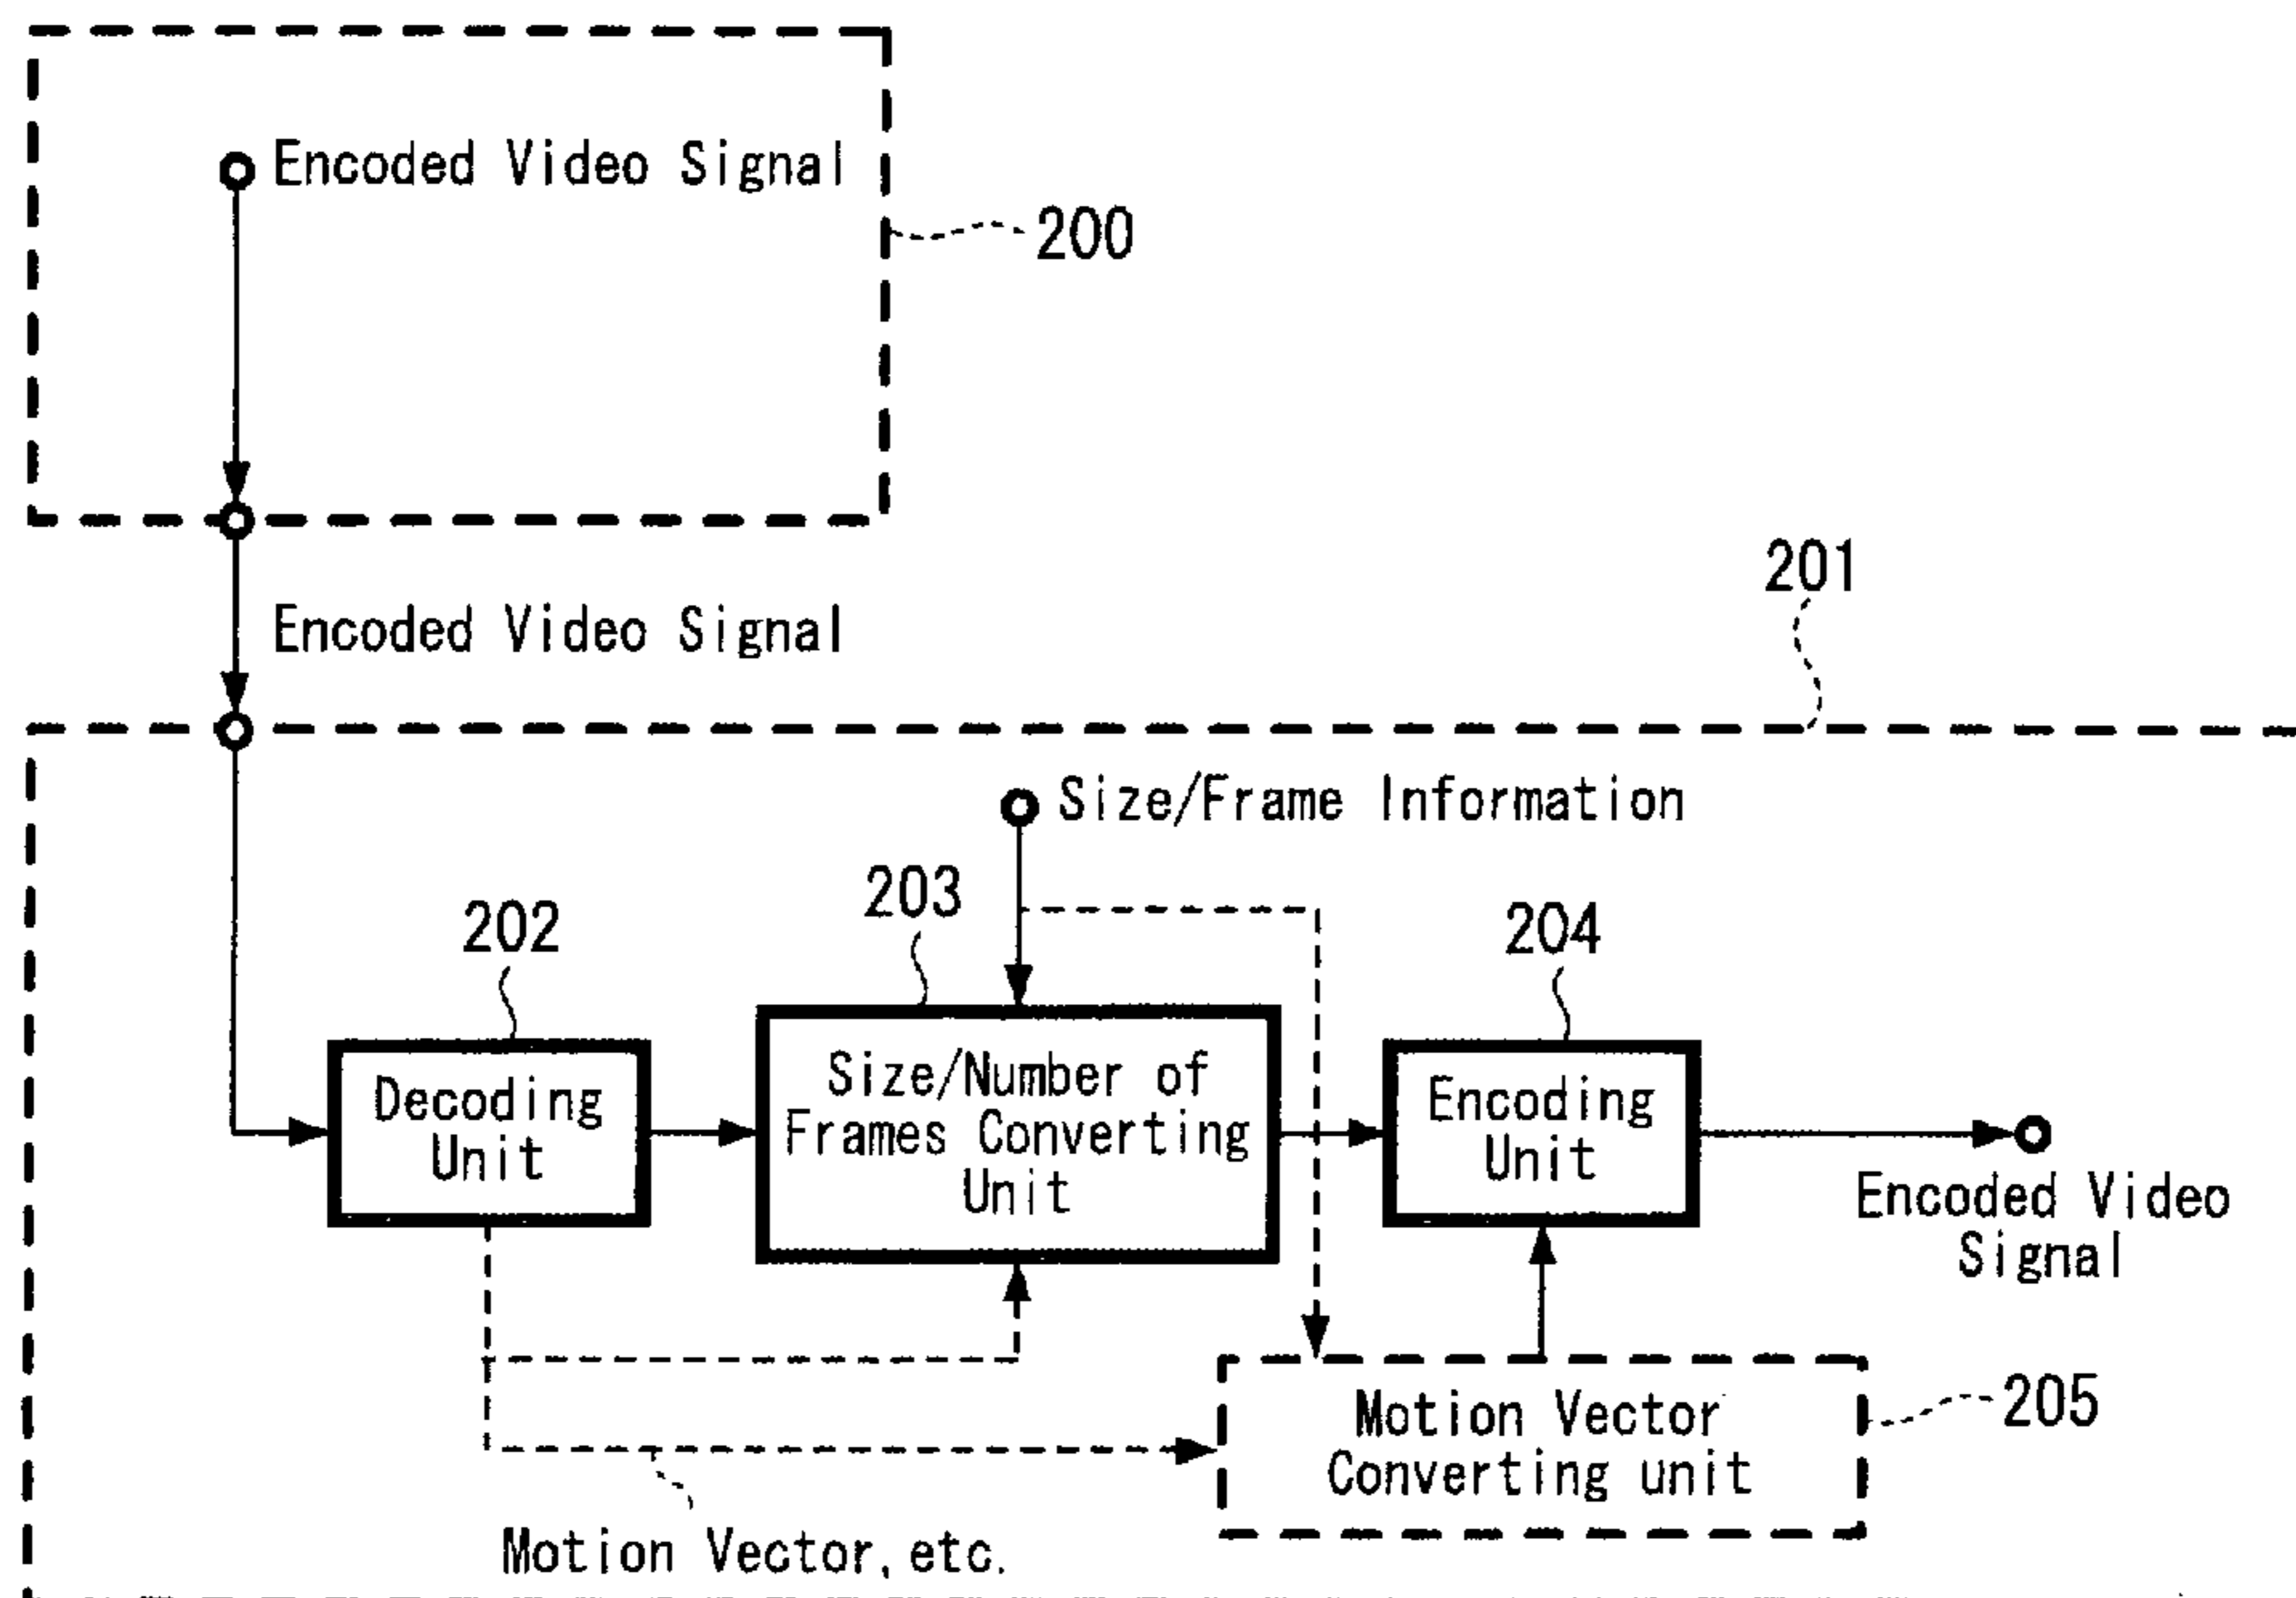 Encoded Video Signal
200
Encoded Video Signal
201
Size/Frame Information
203
202
204
Size/Number of
Frames Converting
Unit
Decoding
Unit
Encoding
Unit
Encoded Video
Signal
Motion Vector
Converting unit
205
Motion Vector, etc.